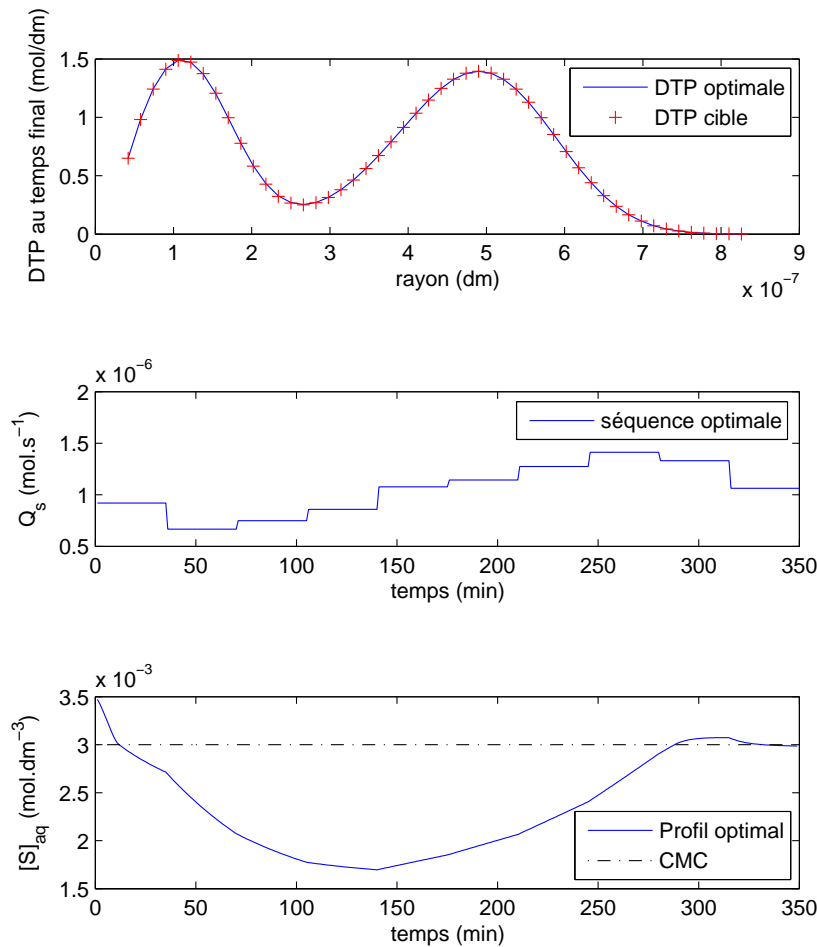 DTP au temps final (mol/dm)
1.5
1
0.5
0
DTP optimale
DTP cible
0 1 2 3 4 5 6 7 8 9
rayon (dm)
x 10⁻⁷
x 10⁻⁶
Qₛ (mol.s⁻¹)
2
1.5
1
0.5
séquence optimale
0 50 100 150 200 250 300 350
temps (min)
x 10⁻³
[S]aq (mol.dm⁻³)
3.5
3
2.5
2
1.5
Profil optimal
CMC
0 50 100 150 200 250 300 350
temps (min)